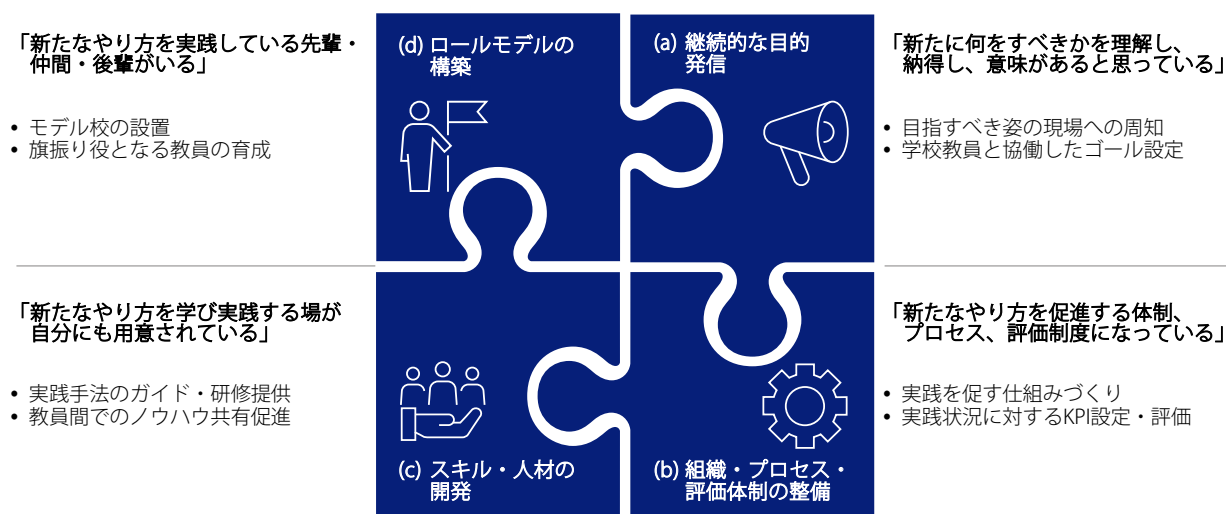 「新たなやり方を実践している先輩・
仲間・後輩がいる」
• モデル校の設置
• 旗振り役となる教員の育成
(d) ロールモデルの
構築
(a) 継続的な目的
発信
「新たに何をすべきかを理解し、
納得し、意味があると思っている」
• 目指すべき姿の現場への周知
• 学校教員と協働したゴール設定
「新たなやり方を学び実践する場が
自分にも用意されている」
• 実践手法のガイド・研修提供
• 教員間でのノウハウ共有促進
(c) スキル・人材の
開発
(b) 組織・プロセス・
評価体制の整備
「新たなやり方を促進する体制、
プロセス、評価制度になっている」
• 実践を促す仕組みづくり
• 実践状況に対するKPI設定・評価